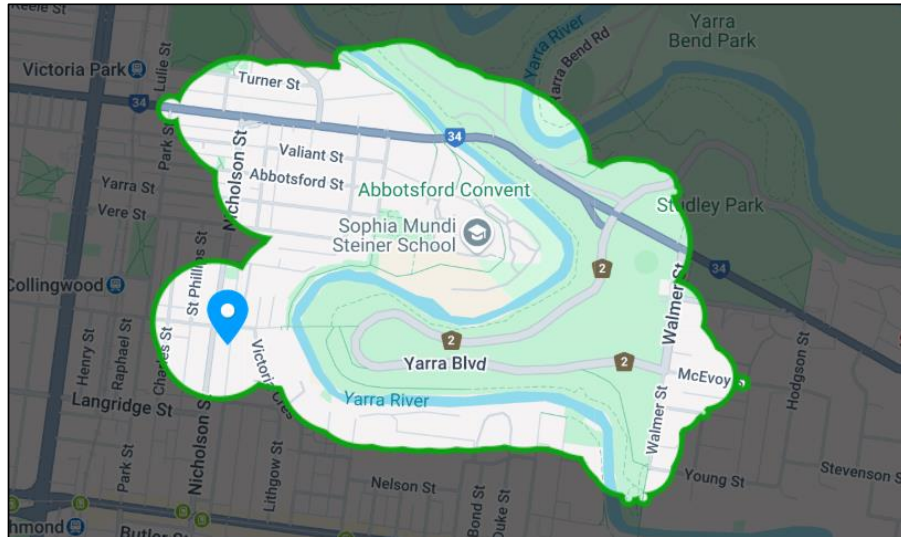 Keele St
Yarra
Bend Park
Victoria Park
Lulie St
Turner St
Yarra River
Yarra Bend Rd
34
Park St
34
Valiant St
Nicholson St
Abbotsford St
Abbotsford Convent
Yarra St
Vere St
Sophia Mundi
Steiner School
Studley Park
2
34
St Phillips St
Collingwood
Walmer St
Henry St
Raphael St
Charles St
Victoria Cres
2
Yarra Blvd
2
McEvoy
Hodgson St
Langridge St
Yarra River
Walmer St
Nicholson S
Park St
Lithgow St
Nelson St
Bond St
Duke St
Young St
Stevenson S
hmond
Butler St